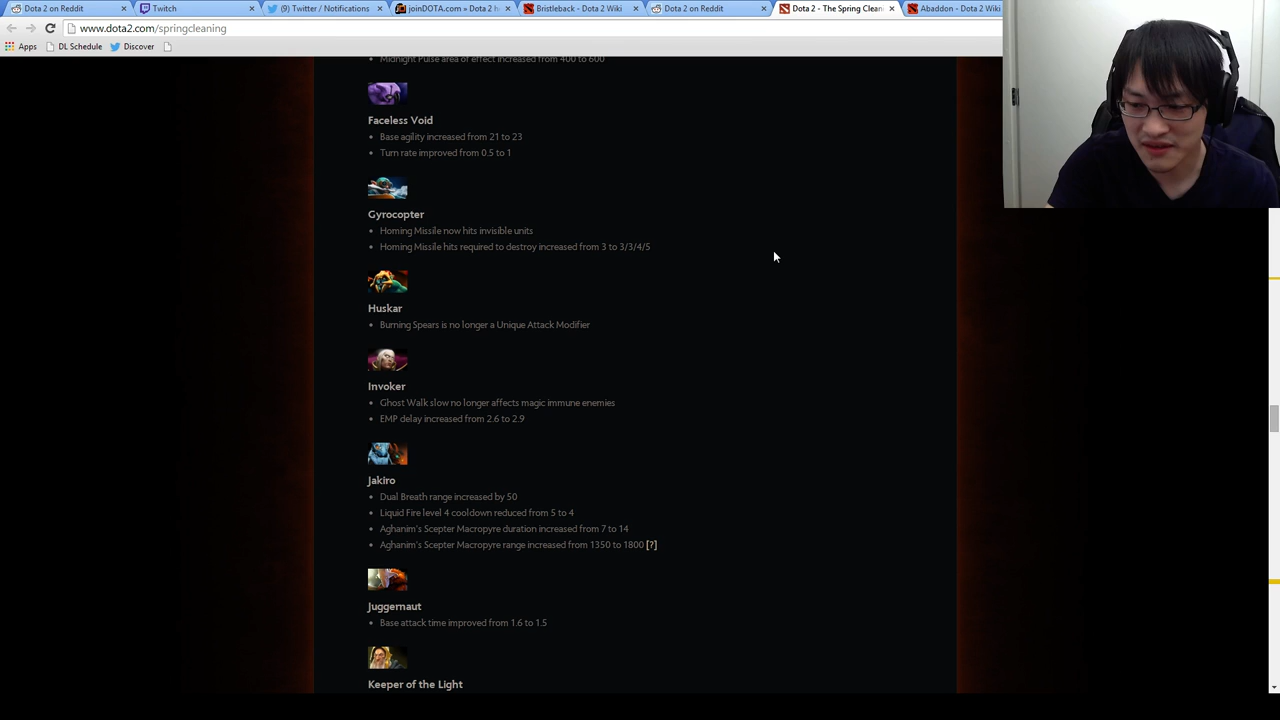 Dota 2 on Reddit
Twitch
(9) Twitter / Notifications
joinDOTA.com » Dota 2 h
Bristleback - Dota 2 Wiki
Dota 2 on Reddit
Dota 2 - The Spring Clean
Abaddon - Dota 2 Wiki
www.dota2.com/springcleaning
Apps
DL Schedule
Discover
Midnight Pulse area of effect increased from 400 to 600
Faceless Void
• Base agility increased from 21 to 23
• Turn rate improved from 0.5 to 1
Gyrocopter
• Homing Missile now hits invisible units
• Homing Missile hits required to destroy increased from 3 to 3/3/4/5
Huskar
• Burning Spears is no longer a Unique Attack Modifier
Invoker
• Ghost Walk slow no longer affects magic immune enemies
• EMP delay increased from 2.6 to 2.9
Jakiro
• Dual Breath range increased by 50
• Liquid Fire level 4 cooldown reduced from 5 to 4
• Aghanim's Scepter Macropyre duration increased from 7 to 14
• Aghanim's Scepter Macropyre range increased from 1350 to 1800 [?]
Juggernaut
• Base attack time improved from 1.6 to 1.5
Keeper of the Light